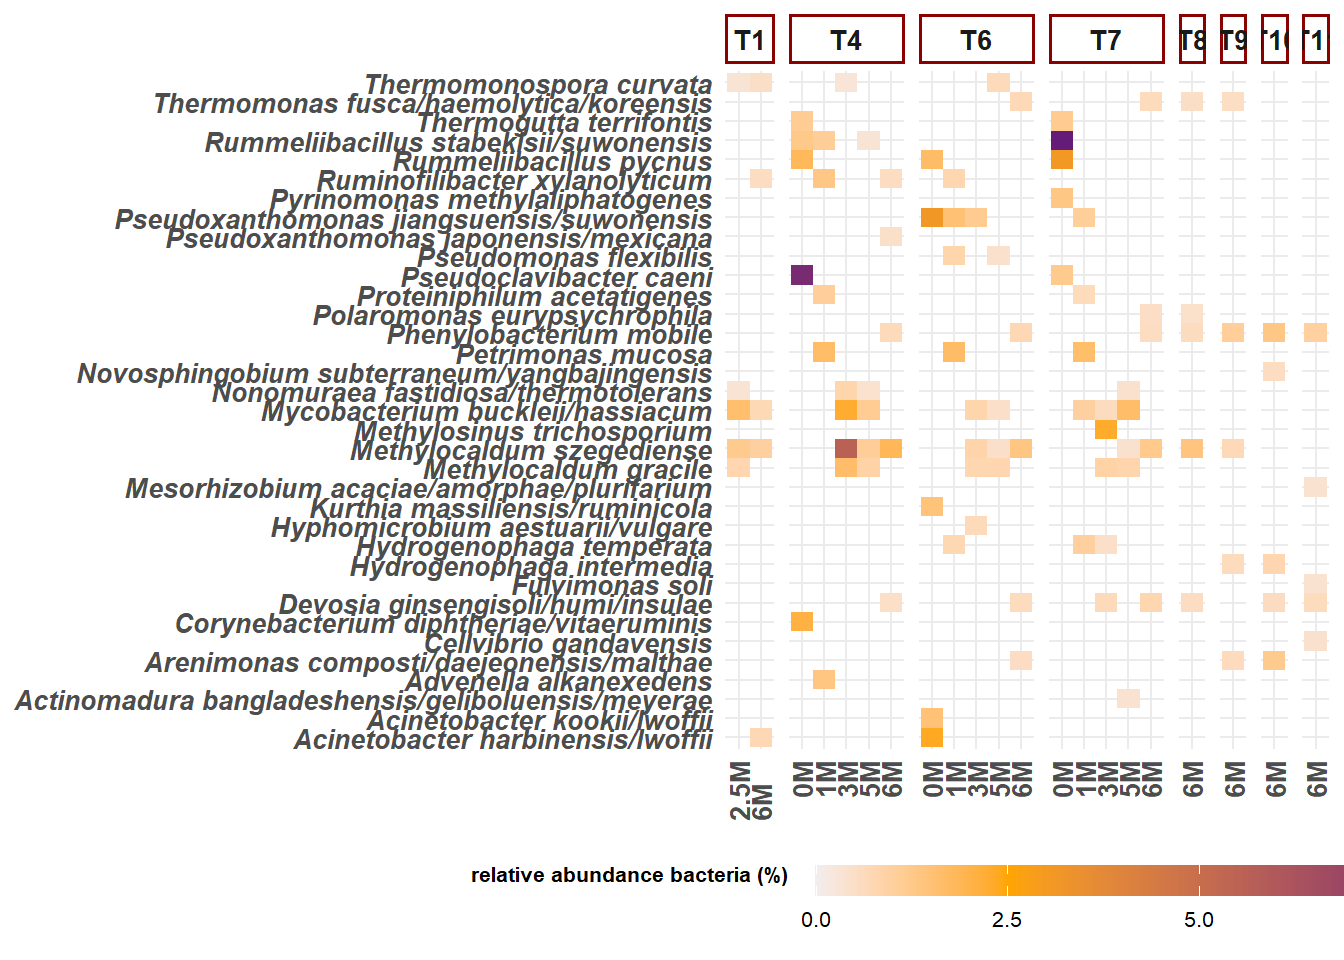 T1 T4 T6 T7 T8 T9 T10 T1
Thermomonospora curvata
Thermomonas fusca/haemolytica/koreensis
Thermogutta terrifontis
Rummeliibacillus stabekisii/suwonensis
Rummeliibacillus pycnus
Ruminofilibacter xylanolyticum
Pyrinomonas methylaliphatogenes
Pseudoxanthomonas jiangsuensis/suwonensis
Pseudoxanthomonas japonensis/mexicana
Pseudomonas flexibilis
Pseudoclavibacter caeni
Proteiniphilum acetatigenes
Polaromonas eurypsychrophila
Phenylobacterium mobile
Petrimonas mucosa
Novosphingobium subterraneum/yangbajingensis
Nonomuraea fastidiosa/thermotolerans
Mycobacterium buckleii/hassiacum
Methylosinus trichosporium
Methylocaldum szegediense
Methylocaldum gracile
Mesorhizobium acaciae/amorphae/plurifarium
Kurthia massiliensis/ruminicola
Hyphomicrobium aestuarii/vulgare
Hydrogenophaga temperata
Hydrogenophaga intermedia
Fulvimonas soli
Devosia ginsengisoli/humi/insulae
Corynebacterium diphtheriae/vitaeruminis
Cellvibrio gandavensis
Arenimonas composti/daejeonensis/malthae
Advenella alkanexedens
Actinomadura bangladeshensis/geliboluensis/meyerae
Acinetobacter kookii/lwoffii
Acinetobacter harbinensis/lwoffii
2.5M 6M 0M 1M 3M 5M 6M 0M 1M 3M 5M 6M 0M 1M 3M 5M 6M 6M 6M 6M 6M
relative abundance bacteria (%)
0.0 2.5 5.0